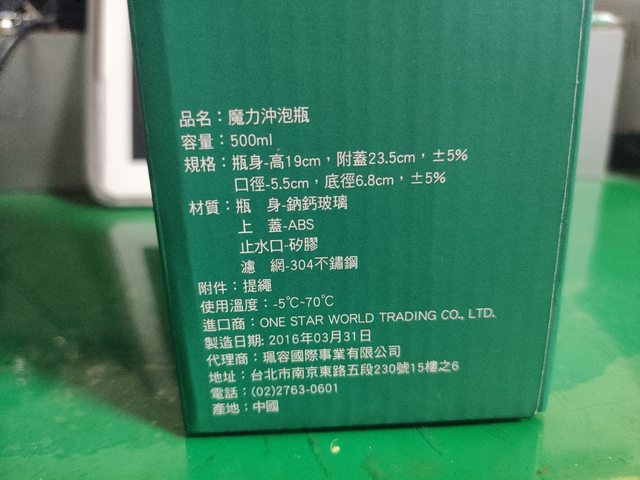 品名：魔力沖泡瓶
容量：500ml
規格：瓶身-高19cm，附蓋23.5cm，±5%
口徑-5.5cm，底徑6.8cm，±5%
材質：瓶　身-鈉鈣玻璃
上　蓋-ABS
止水口-矽膠
濾　網-304不鏽鋼
附件：提繩
使用溫度：-5℃~70℃
進口商：ONE STAR WORLD TRADING CO., LTD.
製造日期: 2016年03月31日
代理商：珮容國際事業有限公司
地址：台北市南京東路五段230號15樓之6
電話：(02)2763-0601
產地：中國